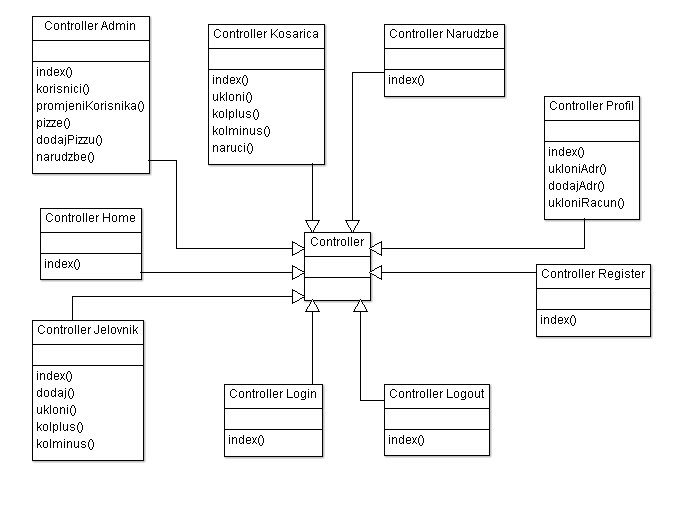 Controller Admin
index()
korisnici()
promjeniKorisnika()
pizze()
dodajPizzu()
narudzbe()
Controller Kosarica
index()
ukloni()
kolplus()
kolminus()
naruci()
Controller Narudzbe
index()
Controller Profil
index()
ukloniAdr()
dodajAdr()
ukloniRacun()
Controller Home
index()
Controller
Controller Register
index()
Controller Jelovnik
index()
dodaj()
ukloni()
kolplus()
kolminus()
Controller Login
index()
Controller Logout
index()